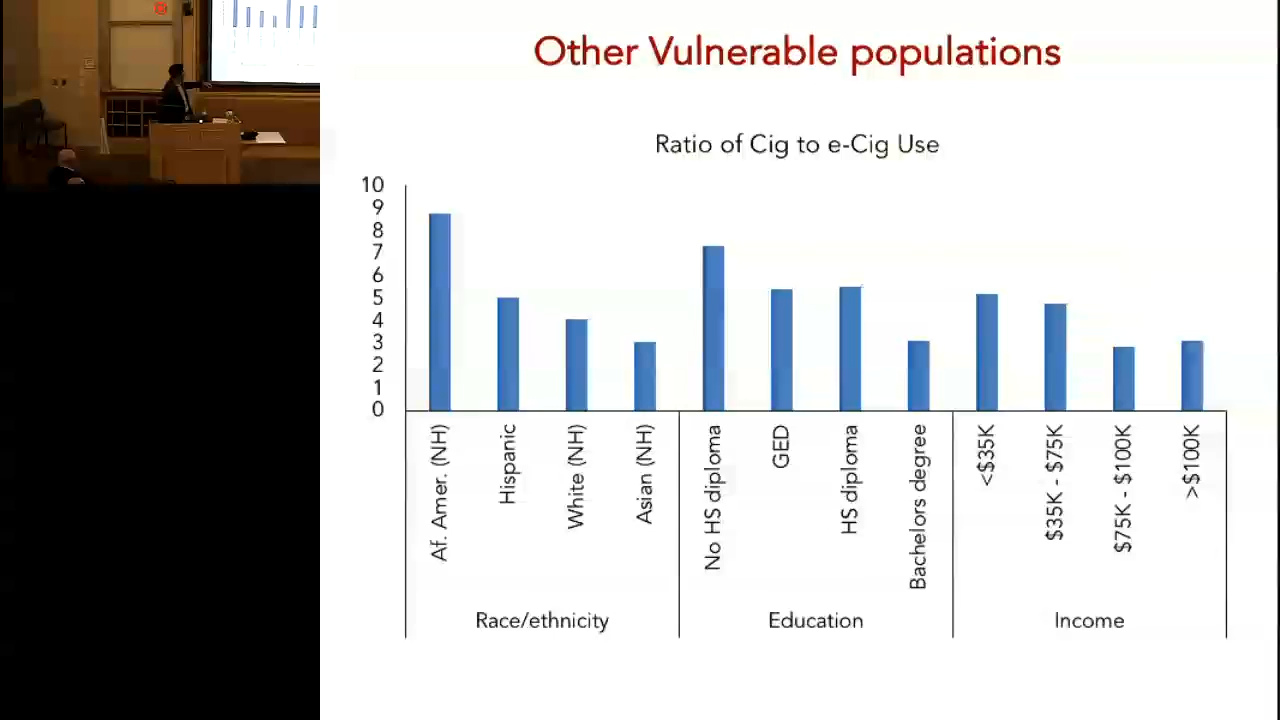 Other Vulnerable populations
Ratio of Cig to e-Cig Use
10
9
8
7
6
5
4
3
2
1
0
Af. Amer. (NH)
Hispanic
White (NH)
Asian (NH)
No HS diploma
GED
HS diploma
Bachelors degree
<$35K
$35K - $75K
$75K - $100K
>$100K
Race/ethnicity
Education
Income